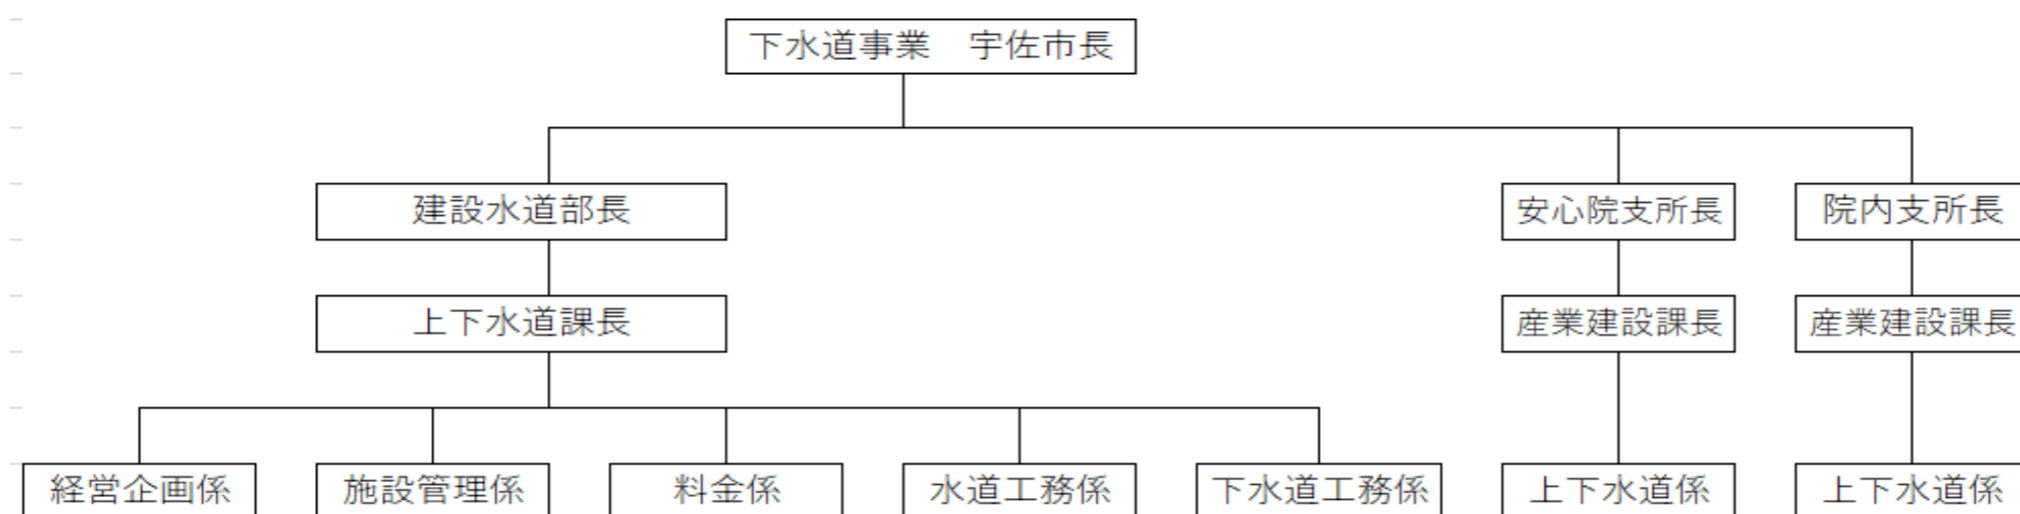 下水道事業　宇佐市長
建設水道部長
安心院支所長
院内支所長
上下水道課長
産業建設課長
産業建設課長
経営企画係
施設管理係
料金係
水道工務係
下水道工務係
上下水道係
上下水道係